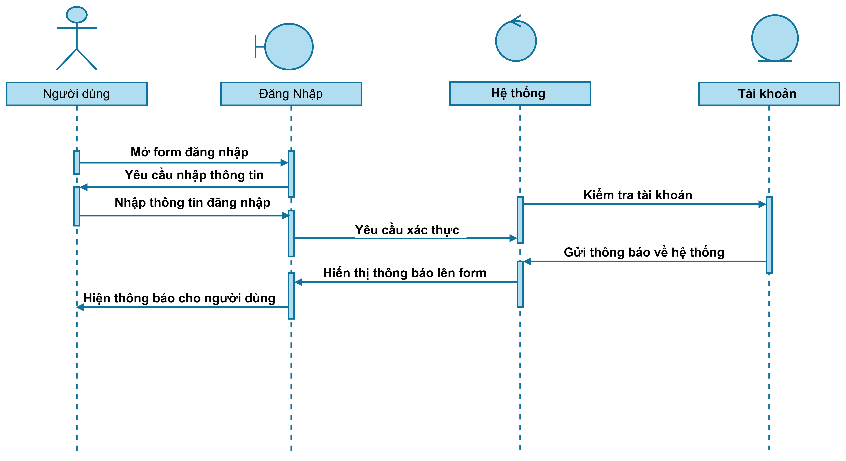 Người dùng
Đăng Nhập
Hệ thống
Tài khoản
Mở form đăng nhập
Yêu cầu nhập thông tin
Kiểm tra tài khoản
Nhập thông tin đăng nhập
Yêu cầu xác thực
Gửi thông báo về hệ thống
Hiển thị thông báo lên form
Hiện thông báo cho người dùng